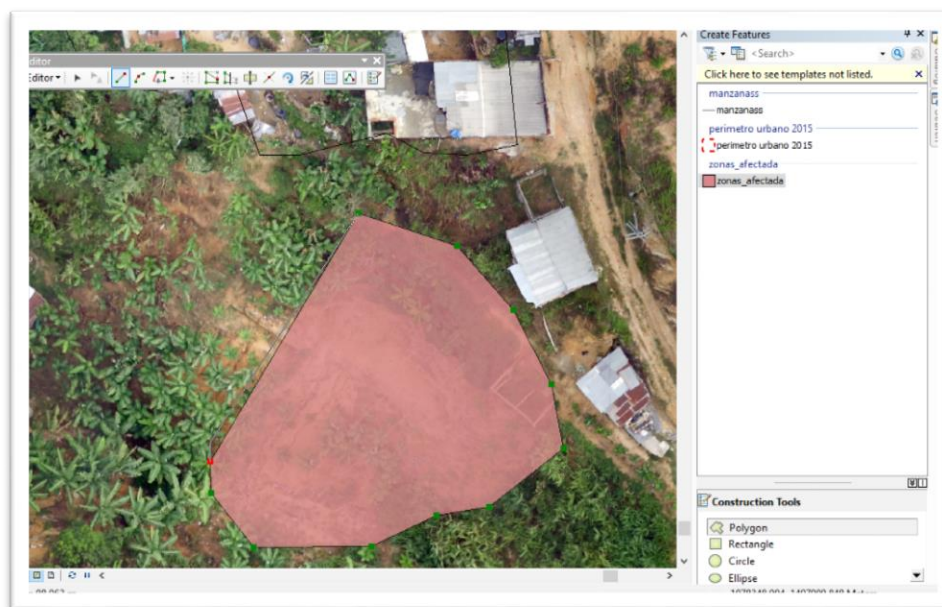 Create Features
Editor
Editor
<Search>
Click here to see templates not listed.
manzanass
manzanass
perimetro urbano 2015
perimetro urbano 2015
zonas_afectada
zonas_afectada
Construction Tools
Polygon
Rectangle
Circle
Ellipse